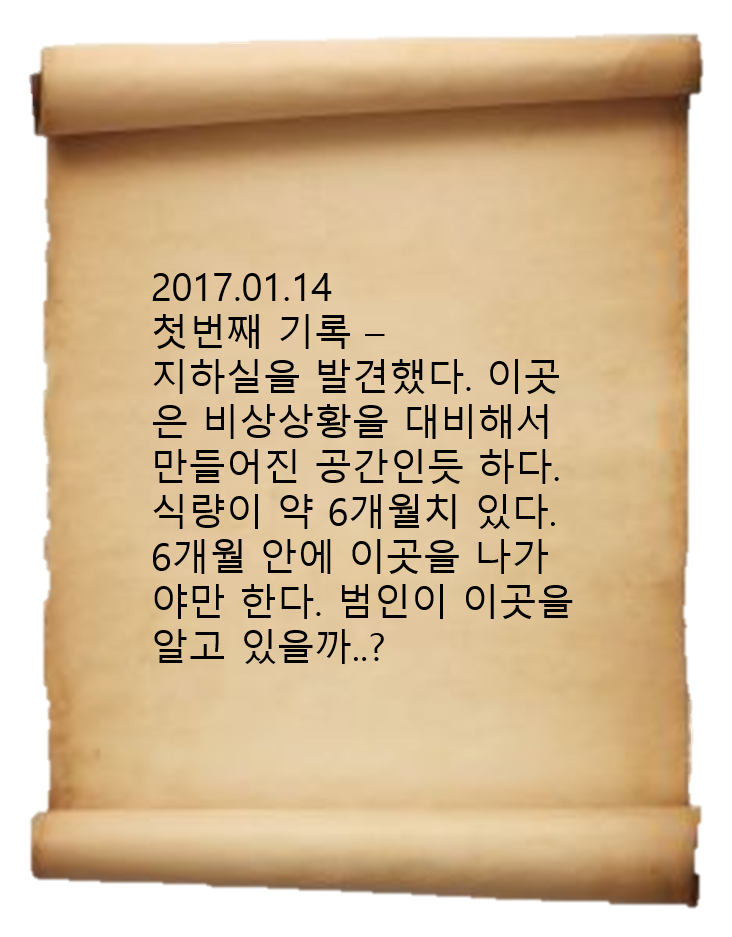 2017.01.14
첫번째 기록 –
지하실을 발견했다. 이곳
은 비상상황을 대비해서
만들어진 공간인듯 하다.
식량이 약 6개월치 있다.
6개월 안에 이곳을 나가
야만 한다. 범인이 이곳을
알고 있을까..?